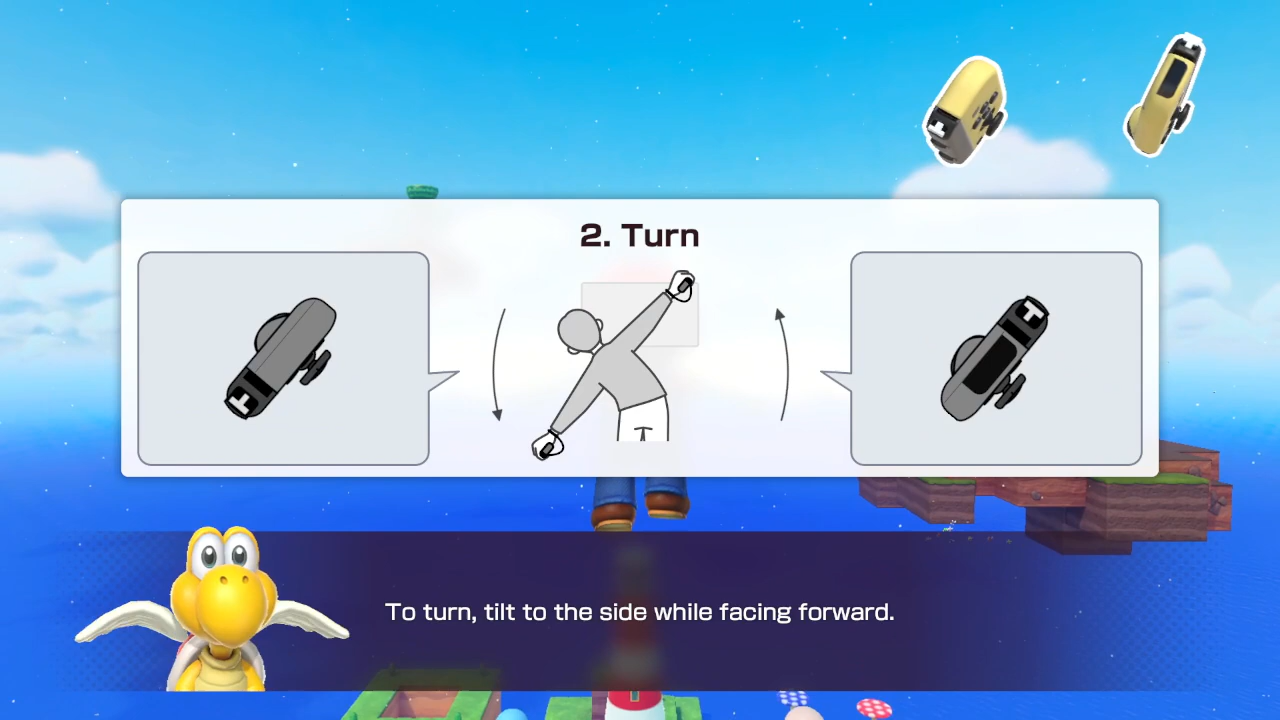 2. Turn
To turn, tilt to the side while facing forward.